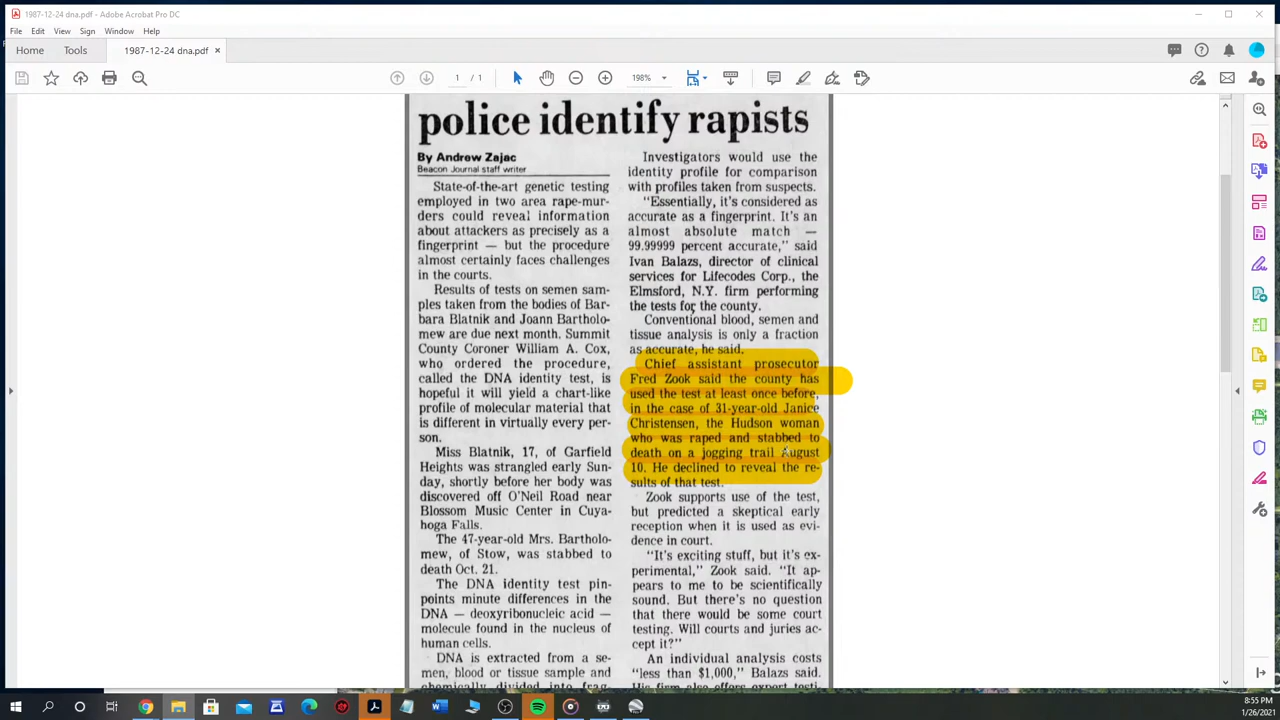 1987-12-24 dna.pdf - Adobe Acrobat Pro DC
File Edit View Sign Window Help
Home Tools 1987-12-24 dna.pdf ×
1 / 1 198%
police identify rapists
By Andrew Zajac
Beacon Journal staff writer
State-of-the-art genetic testing
employed in two area rape-mur-
ders could reveal information
about attackers as precisely as a
fingerprint — but the procedure
almost certainly faces challenges
in the courts.
Results of tests on semen sam-
ples taken from the bodies of Bar-
bara Blatnik and Joann Bartholo-
mew are due next month. Summit
County Coroner William A. Cox,
who ordered the procedure,
called the DNA identity test, is
hopeful it will yield a chart-like
profile of molecular material that
is different in virtually every per-
son.
Miss Blatnik, 17, of Garfield
Heights was strangled early Sun-
day, shortly before her body was
discovered off O'Neil Road near
Blossom Music Center in Cuya-
hoga Falls.
The 47-year-old Mrs. Bartholo-
mew, of Stow, was stabbed to
death Oct. 21.
The DNA identity test pin-
points minute differences in the
DNA — deoxyribonucleic acid —
molecule found in the nucleus of
human cells.
DNA is extracted from a se-
men, blood or tissue sample and
chemically divided into frag-
Investigators would use the
identity profile for comparison
with profiles taken from suspects.
"Essentially, it's considered as
accurate as a fingerprint. It's an
almost absolute match —
99.99999 percent accurate," said
Ivan Balazs, director of clinical
services for Lifecodes Corp., the
Elmsford, N.Y. firm performing
the tests for the county.
Conventional blood, semen and
tissue analysis is only a fraction
as accurate, he said.
Chief assistant prosecutor
Fred Zook said the county has
used the test at least once before,
in the case of 31-year-old Janice
Christensen, the Hudson woman
who was raped and stabbed to
death on a jogging trail August
10. He declined to reveal the re-
sults of that test.
Zook supports use of the test,
but predicted a skeptical early
reception when it is used as evi-
dence in court.
"It's exciting stuff, but it's ex-
perimental," Zook said. "It ap-
pears to me to be scientifically
sound. But there's no question
that there would be some court
testing. Will courts and juries ac-
cept it?"
An individual analysis costs
"less than $1,000," Balazs said.
His firm also offers expert testi-
8:55 PM
1/26/2021